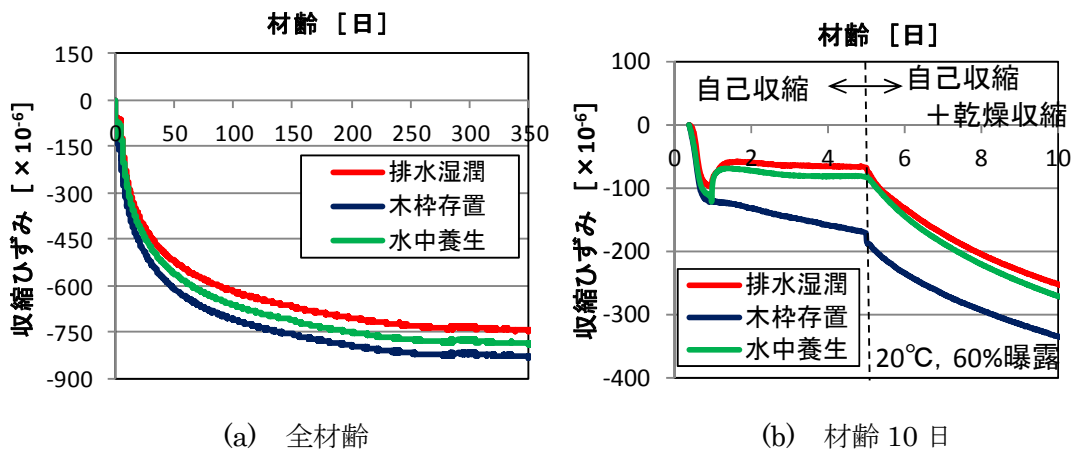 材齢 [日]
150
0
-150
-300
-450
-600
-750
-900
0 50 100 150 200 250 300 350
収縮ひずみ [×10⁻⁶]
排水湿潤
木枠存置
水中養生
(a) 全材齢
材齢 [日]
100
0
-100
-200
-300
-400
0 2 4 6 8 10
収縮ひずみ [×10⁻⁶]
自己収縮
自己収縮
+乾燥収縮
排水湿潤
木枠存置
水中養生
20℃, 60%曝露
(b) 材齢 10 日